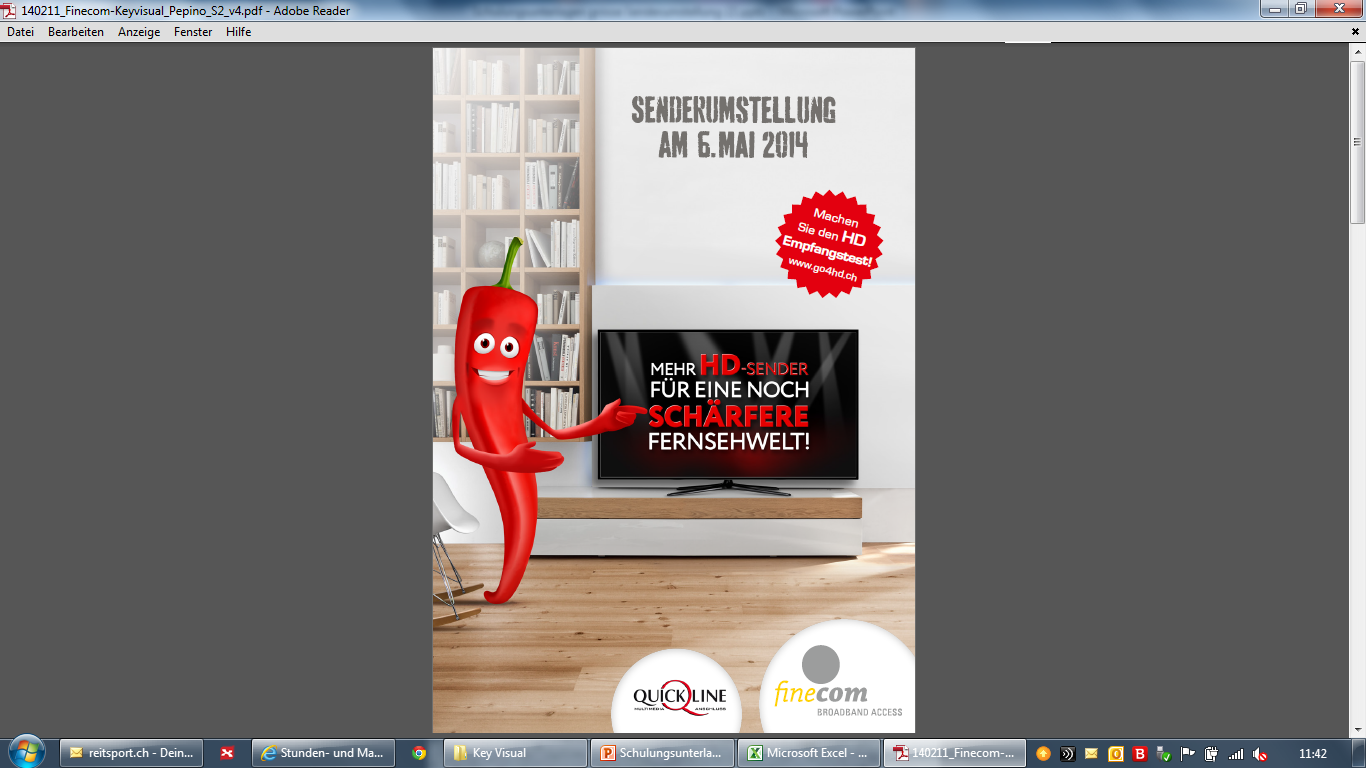 140211_Finecom-Keyvisual_Pepino_S2_v4.pdf - Adobe Reader
Datei Bearbeiten Anzeige Fenster Hilfe
SENDERUMSTELLUNG
AM 6. MAI 2014
Machen
Sie den HD
Empfangstest!
www.go4hd.ch
MEHR HD-SENDER
FÜR EINE NOCH
SCHÄRFERE
FERNSEHWELT!
QUICKLINE
MULTIMEDIA ANSCHLUSS
finecom
BROADBAND ACCESS
reitsport.ch - Dein... Stunden- und Ma... Key Visual Schulungsunterla... Microsoft Excel - ... 140211_Finecom-... 11:42